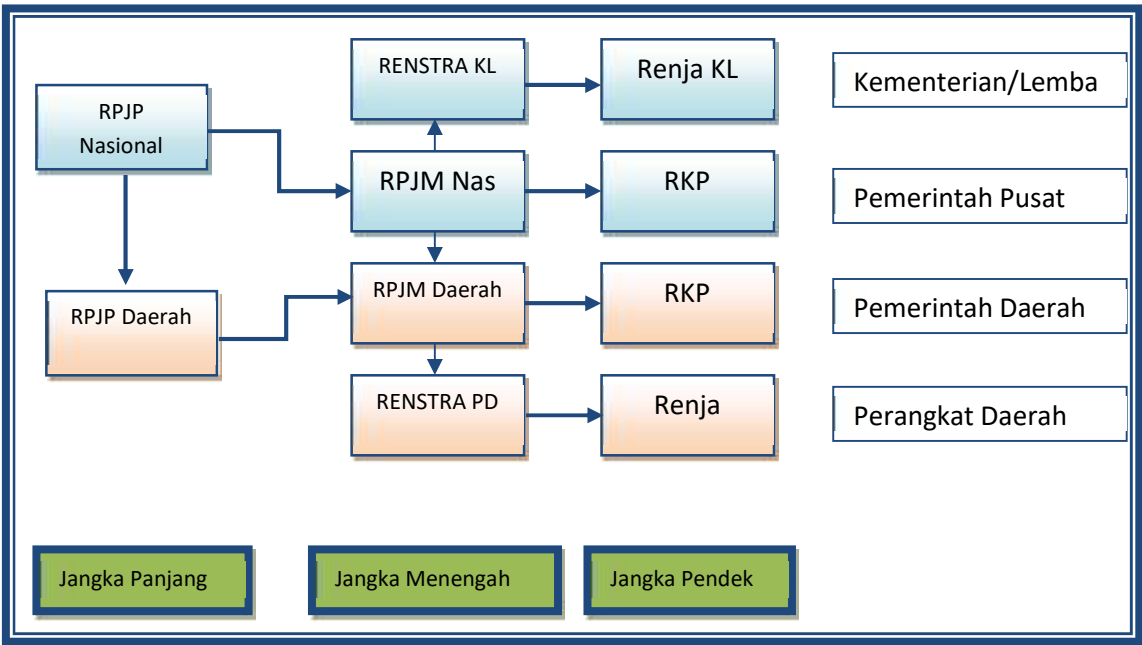 RPJP
Nasional
RENSTRA KL
Renja KL
Kementerian/Lemba
RPJM Nas
RKP
Pemerintah Pusat
RPJP Daerah
RPJM Daerah
RKP
Pemerintah Daerah
RENSTRA PD
Renja
Perangkat Daerah
Jangka Panjang
Jangka Menengah
Jangka Pendek